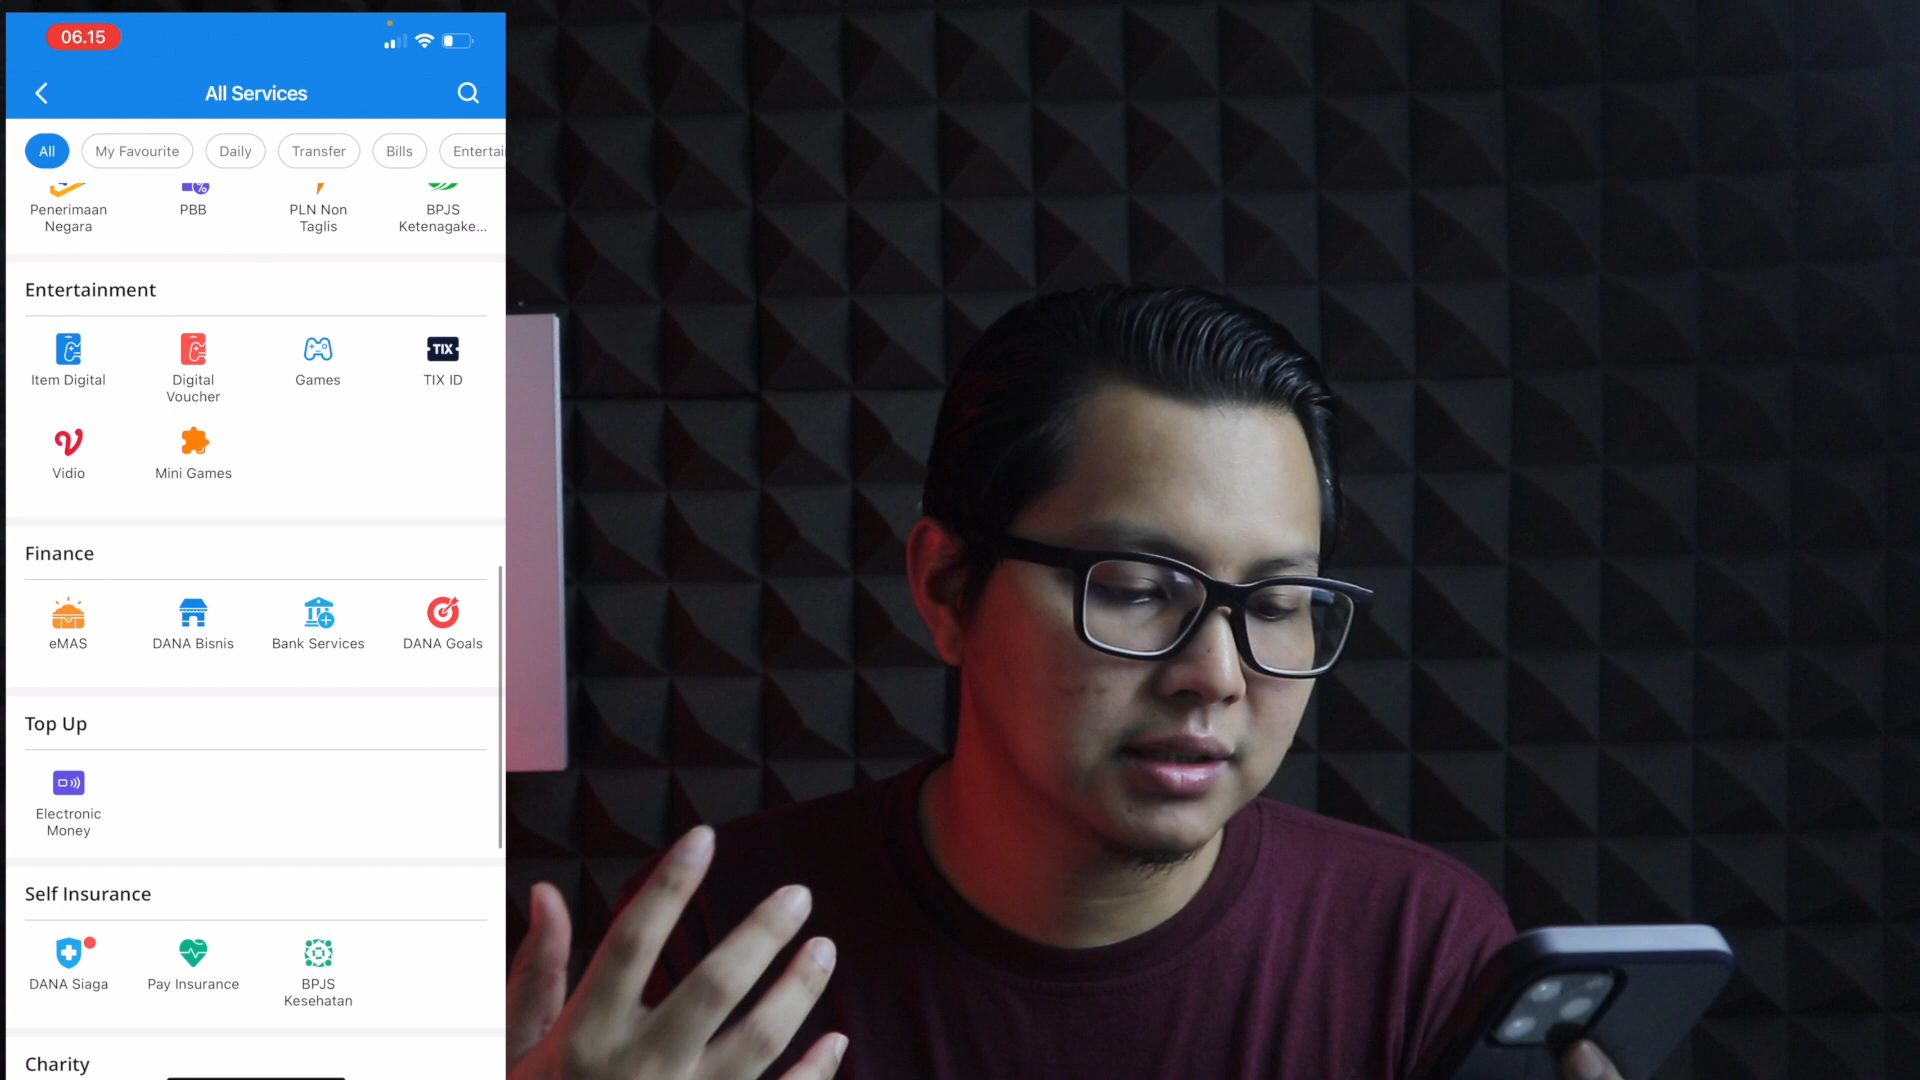 06.15
All Services
All
My Favourite
Daily
Transfer
Bills
Entertai
Penerimaan
Negara
PBB
PLN Non
Taglis
BPJS
Ketenagake...
Entertainment
Item Digital
Digital
Voucher
Games
TIX
TIX ID
Vidio
Mini Games
Finance
eMAS
DANA Bisnis
Bank Services
DANA Goals
Top Up
Electronic
Money
Self Insurance
DANA Siaga
Pay Insurance
BPJS
Kesehatan
Charity